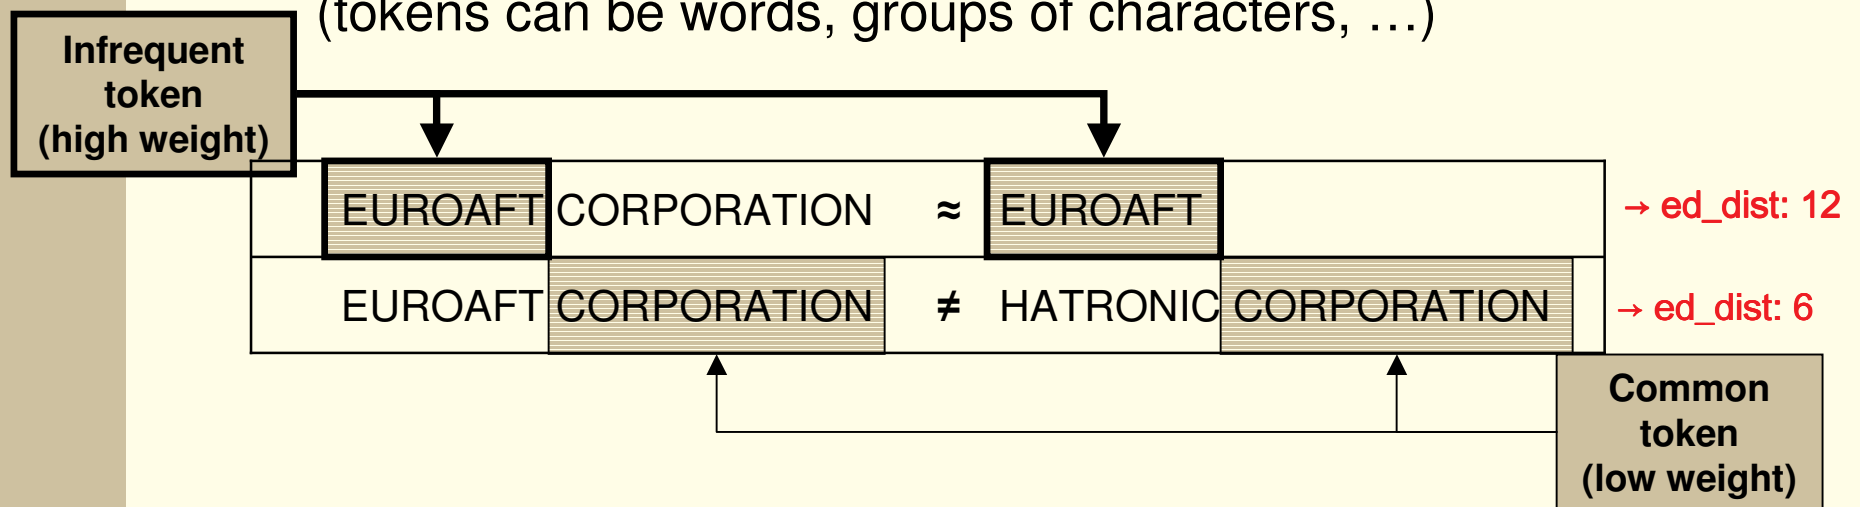 (tokens can be words, groups of characters, …)
Infrequent
token
(high weight)
EUROAFT CORPORATION ≈ EUROAFT → ed_dist: 12
EUROAFT CORPORATION ≠ HATRONIC CORPORATION → ed_dist: 6
Common
token
(low weight)